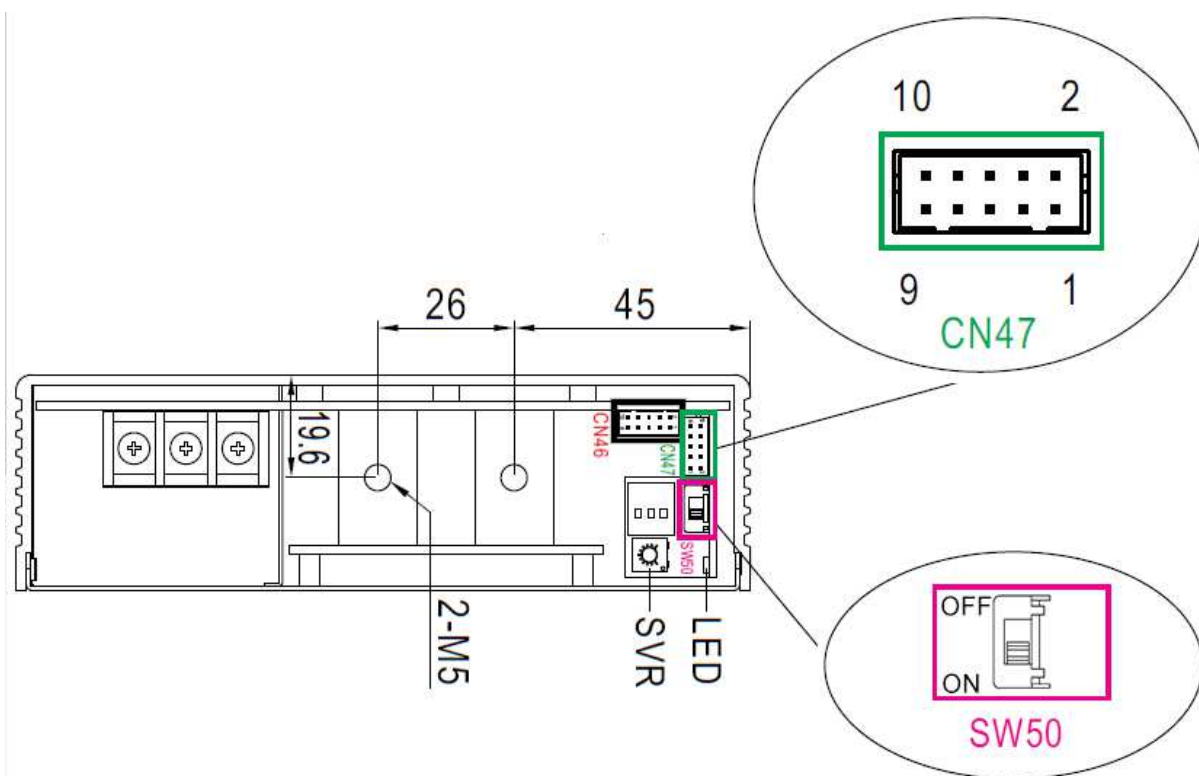 10 2
9 1
CN47
26 45
19.6
CN46
CN47
SW50
2-M5
SVR
LED
OFF
ON
SW50